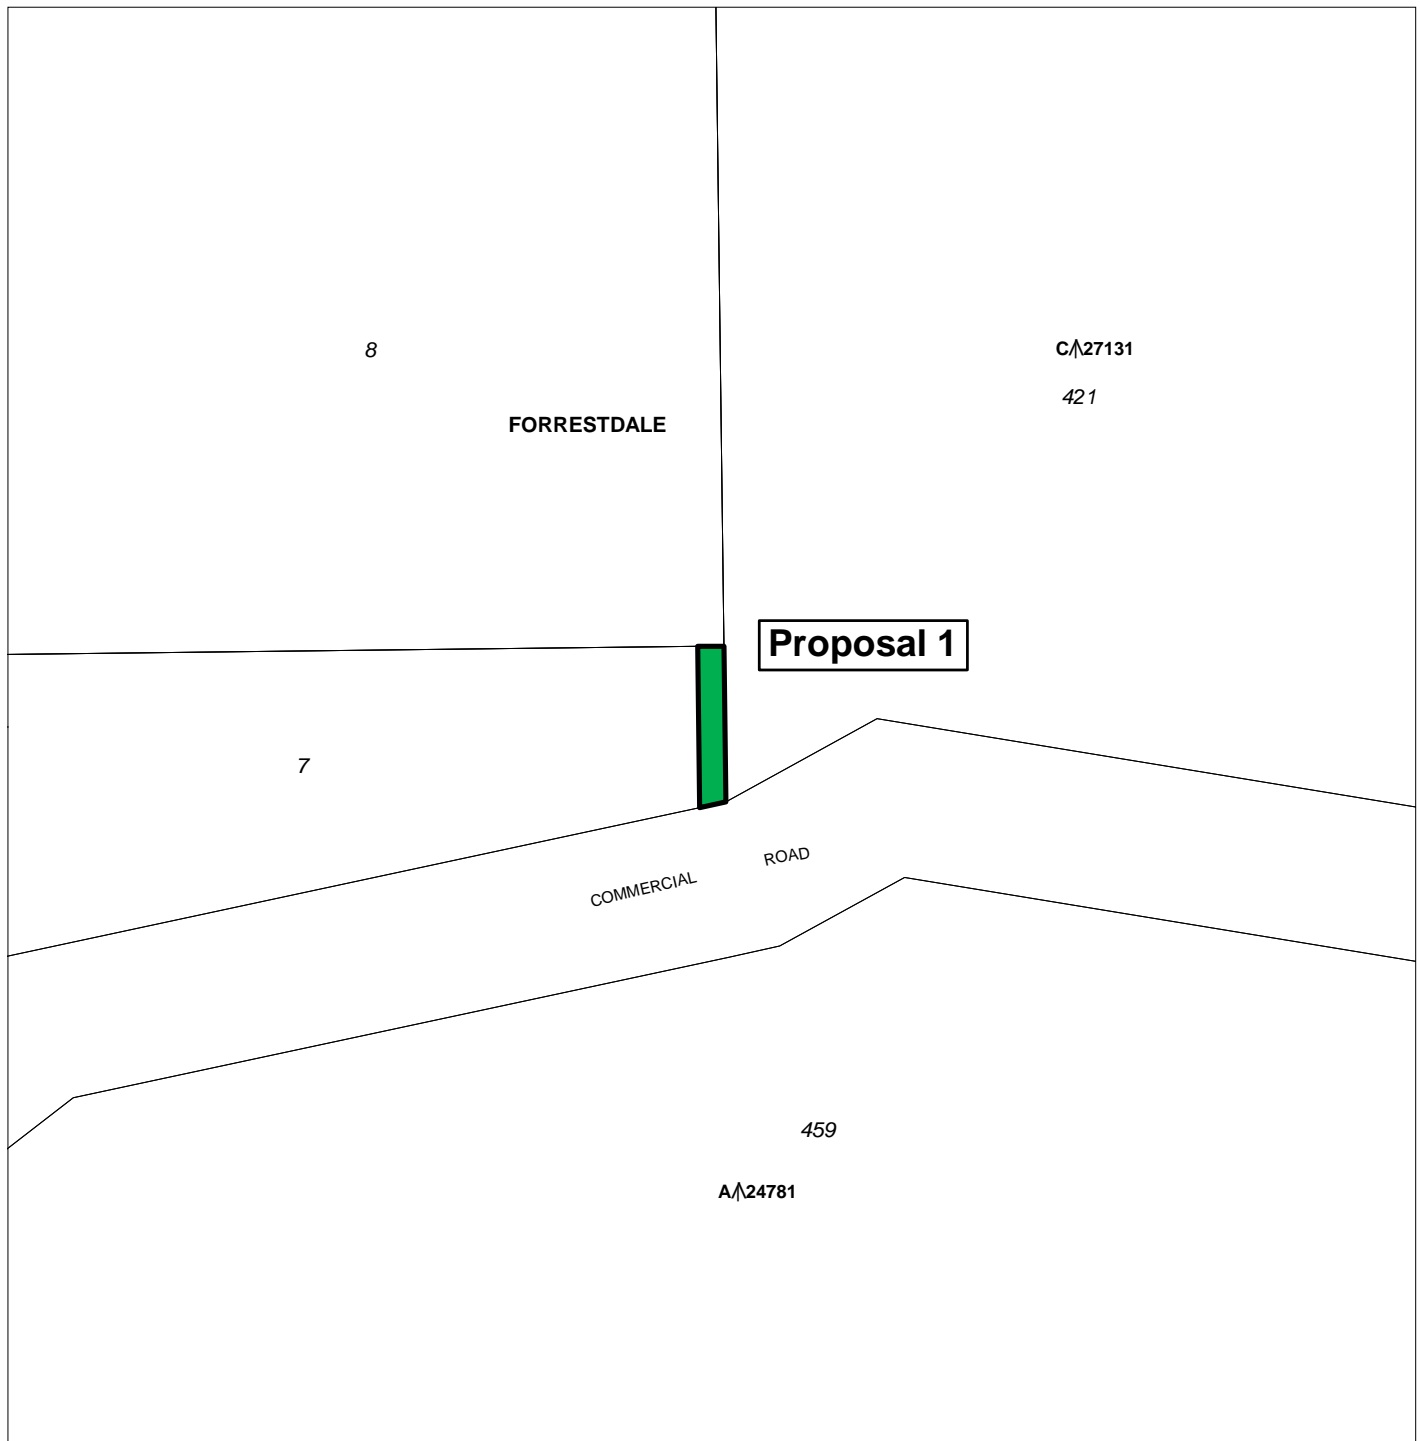 8
C 27131
421
FORRESTDALE
Proposal 1
7
COMMERCIAL ROAD
459
A 24781